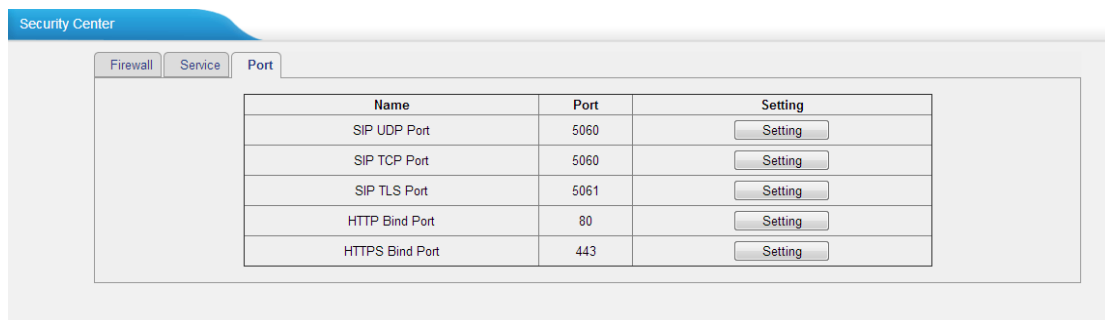 Security Center
Firewall Service Port
Name Port Setting
SIP UDP Port 5060 Setting
SIP TCP Port 5060 Setting
SIP TLS Port 5061 Setting
HTTP Bind Port 80 Setting
HTTPS Bind Port 443 Setting